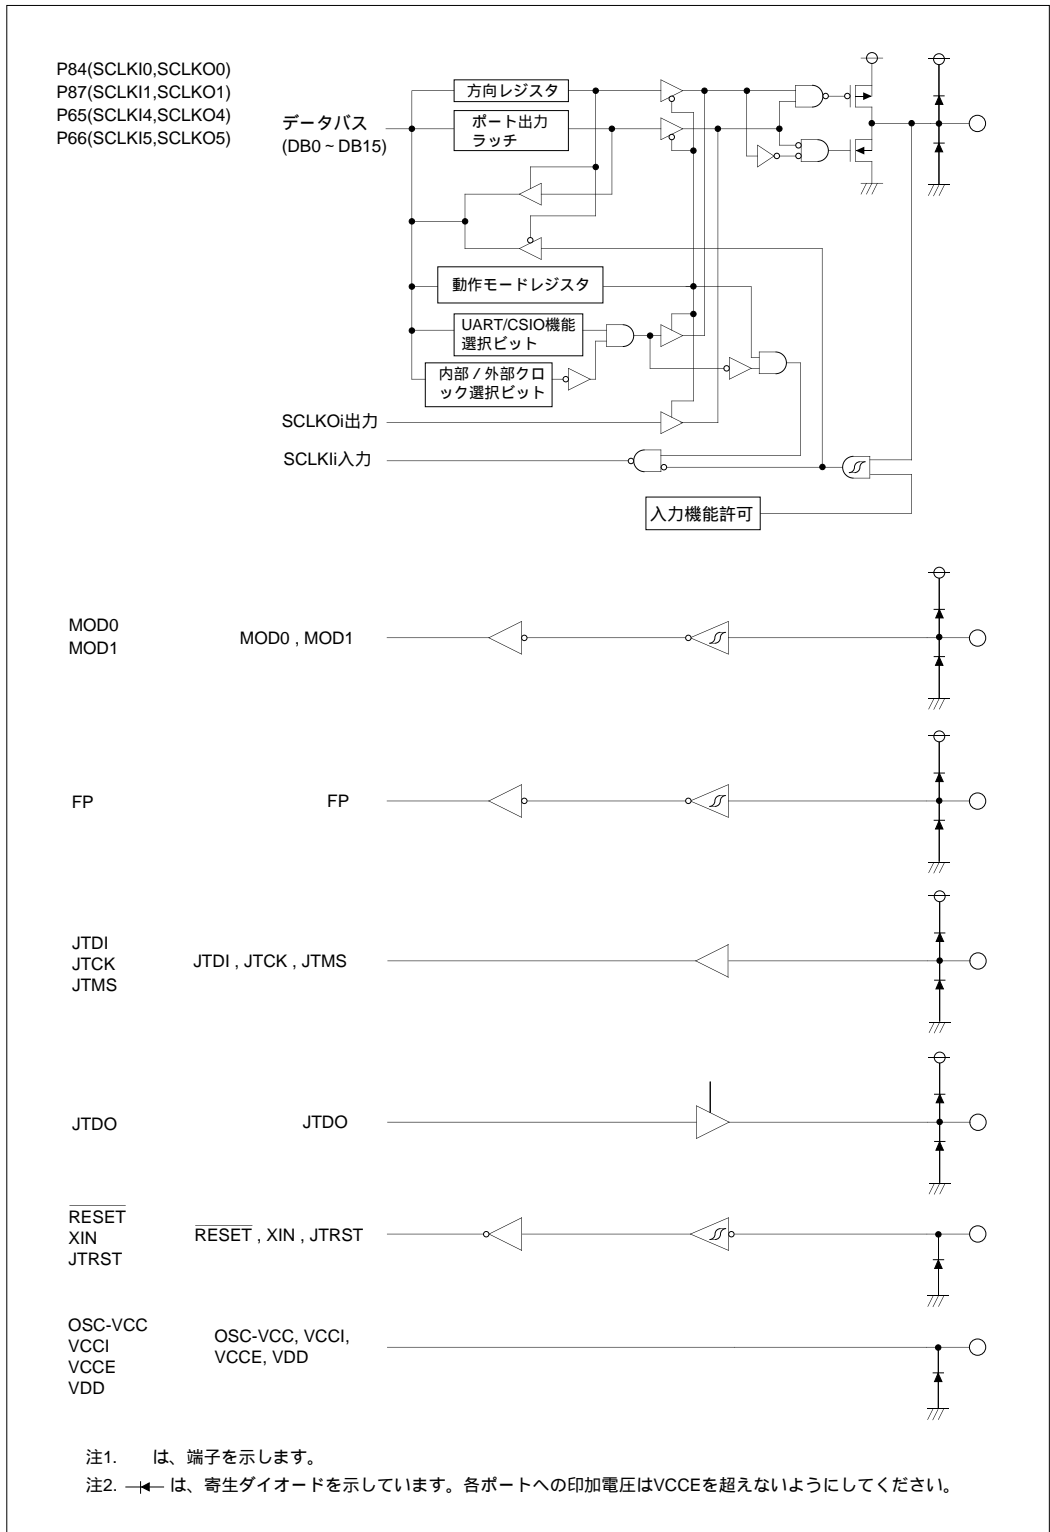 P84(SCLKI0,SCLKO0)
P87(SCLKI1,SCLKO1)
P65(SCLKI4,SCLKO4)
P66(SCLKI5,SCLKO5)
データバス
(DB0～DB15)
方向レジスタ
ポート出力
ラッチ
動作モードレジスタ
UART/CSIO機能
選択ビット
内部／外部クロ
ック選択ビット
SCLKOi出力
SCLKIi入力
入力機能許可
MOD0
MOD1
MOD0 , MOD1
FP
FP
JTDI
JTCK
JTMS
JTDI , JTCK , JTMS
JTDO
JTDO
RESET
XIN
JTRST
RESET , XIN , JTRST
OSC-VCC
VCCI
VCCE
VDD
OSC-VCC, VCCI,
VCCE, VDD
注1. は、端子を示します。
注2. は、寄生ダイオードを示しています。各ポートへの印加電圧はVCCEを超えないようにしてください。